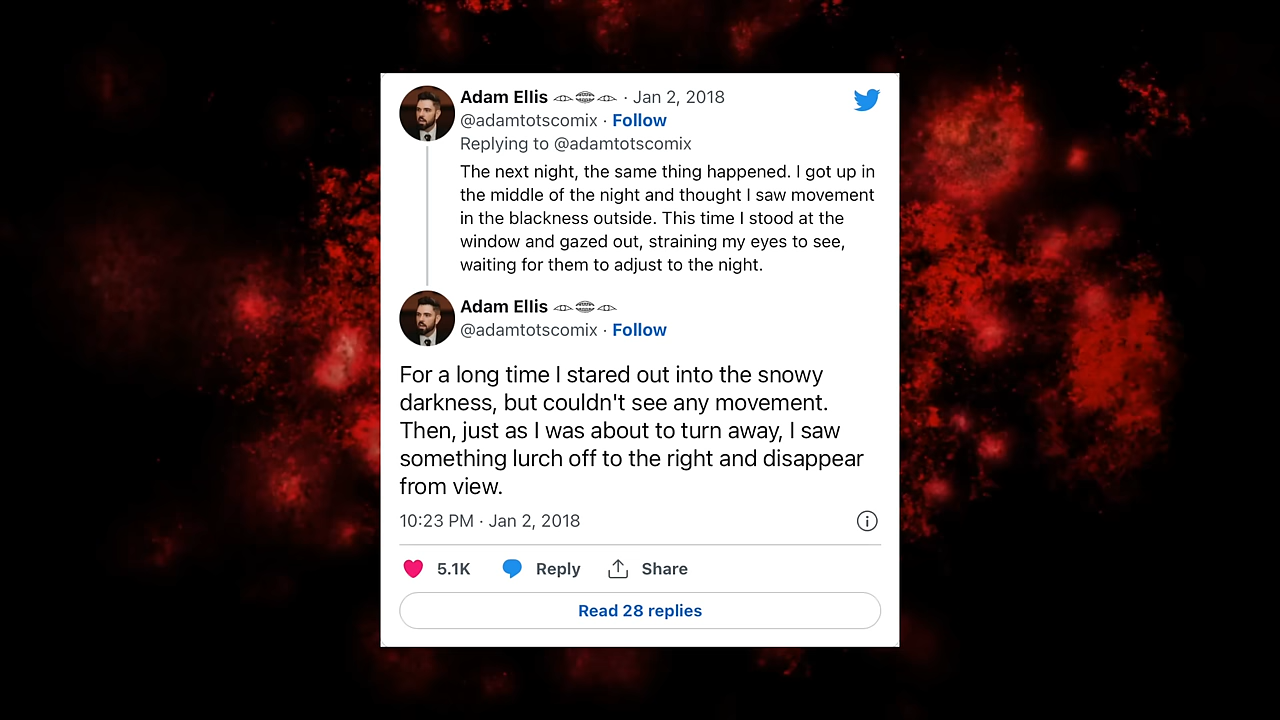 Adam Ellis · Jan 2, 2018
@adamtotscomix · Follow
Replying to @adamtotscomix
The next night, the same thing happened. I got up in
the middle of the night and thought I saw movement
in the blackness outside. This time I stood at the
window and gazed out, straining my eyes to see,
waiting for them to adjust to the night.
Adam Ellis
@adamtotscomix · Follow
For a long time I stared out into the snowy
darkness, but couldn't see any movement.
Then, just as I was about to turn away, I saw
something lurch off to the right and disappear
from view.
10:23 PM · Jan 2, 2018
5.1K Reply Share
Read 28 replies